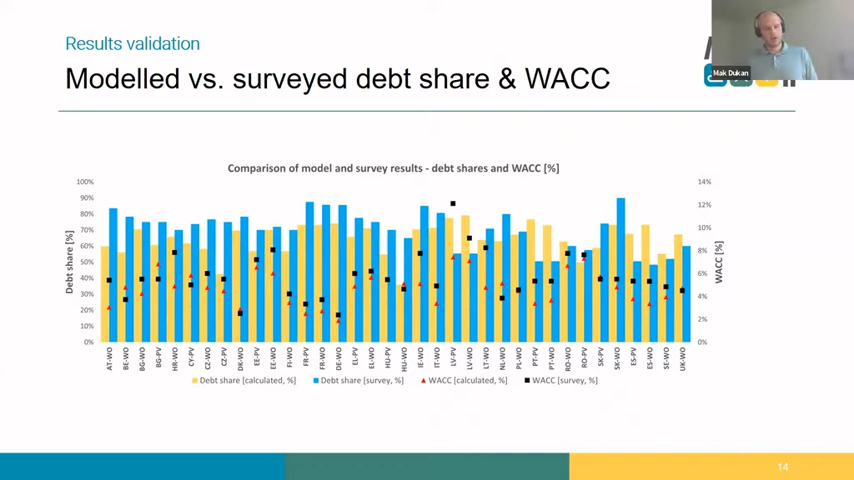 Results validation
Modelled vs. surveyed debt share & WACC
Mak Dukan
Comparison of model and survey results - debt shares and WACC [%]
100%
90%
80%
70%
60%
50%
40%
30%
20%
10%
0%
Debt share [%]
14%
12%
10%
8%
6%
4%
2%
0%
WACC [%]
AT-WO
BE-WO
BG-WO
BG-PV
HR-WO
CY-PV
CZ-WO
CZ-PV
DK-WO
EE-PV
EE-WO
FI-WO
FR-PV
FR-WO
DE-WO
EL-PV
EL-WO
HU-PV
HU-WO
IE-WO
IT-WO
LV-PV
LV-WO
LT-WO
NL-WO
PL-WO
PT-PV
PT-WO
RO-WO
RO-PV
SK-PV
SK-WO
ES-PV
ES-WO
SE-WO
UK-WO
Debt share [calculated, %]
Debt share [survey, %]
WACC [calculated, %]
WACC [survey, %]
14